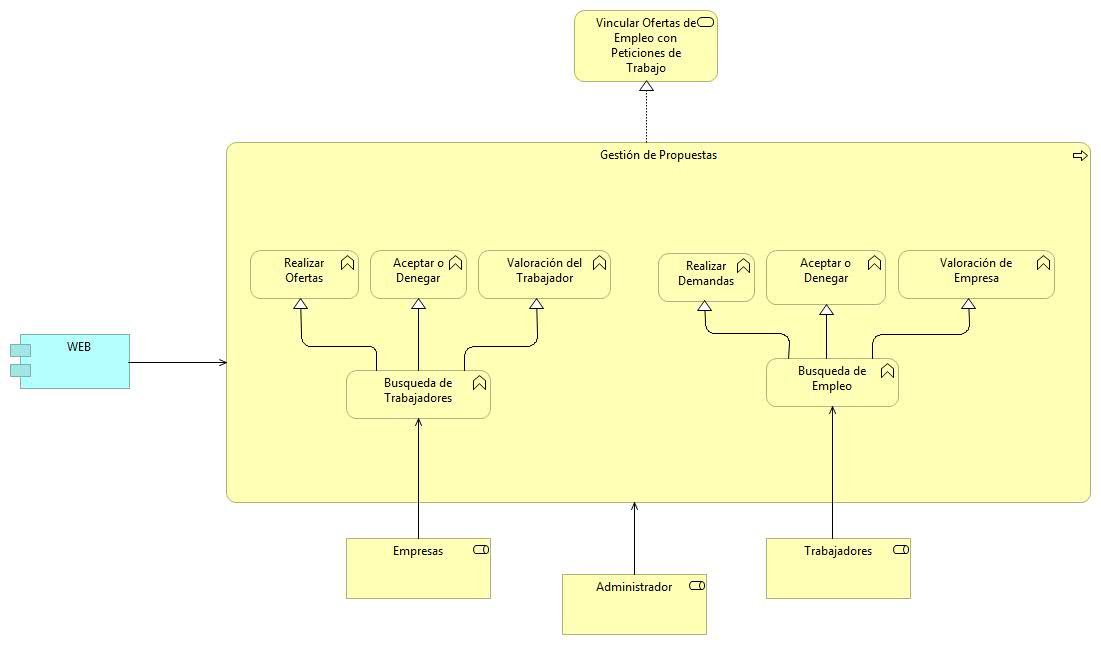 Vincular Ofertas de
Empleo con
Peticiones de
Trabajo
Gestión de Propuestas
Realizar
Ofertas
Aceptar o
Denegar
Valoración del
Trabajador
Realizar
Demandas
Aceptar o
Denegar
Valoración de
Empresa
WEB
Busqueda de
Trabajadores
Busqueda de
Empleo
Empresas
Administrador
Trabajadores